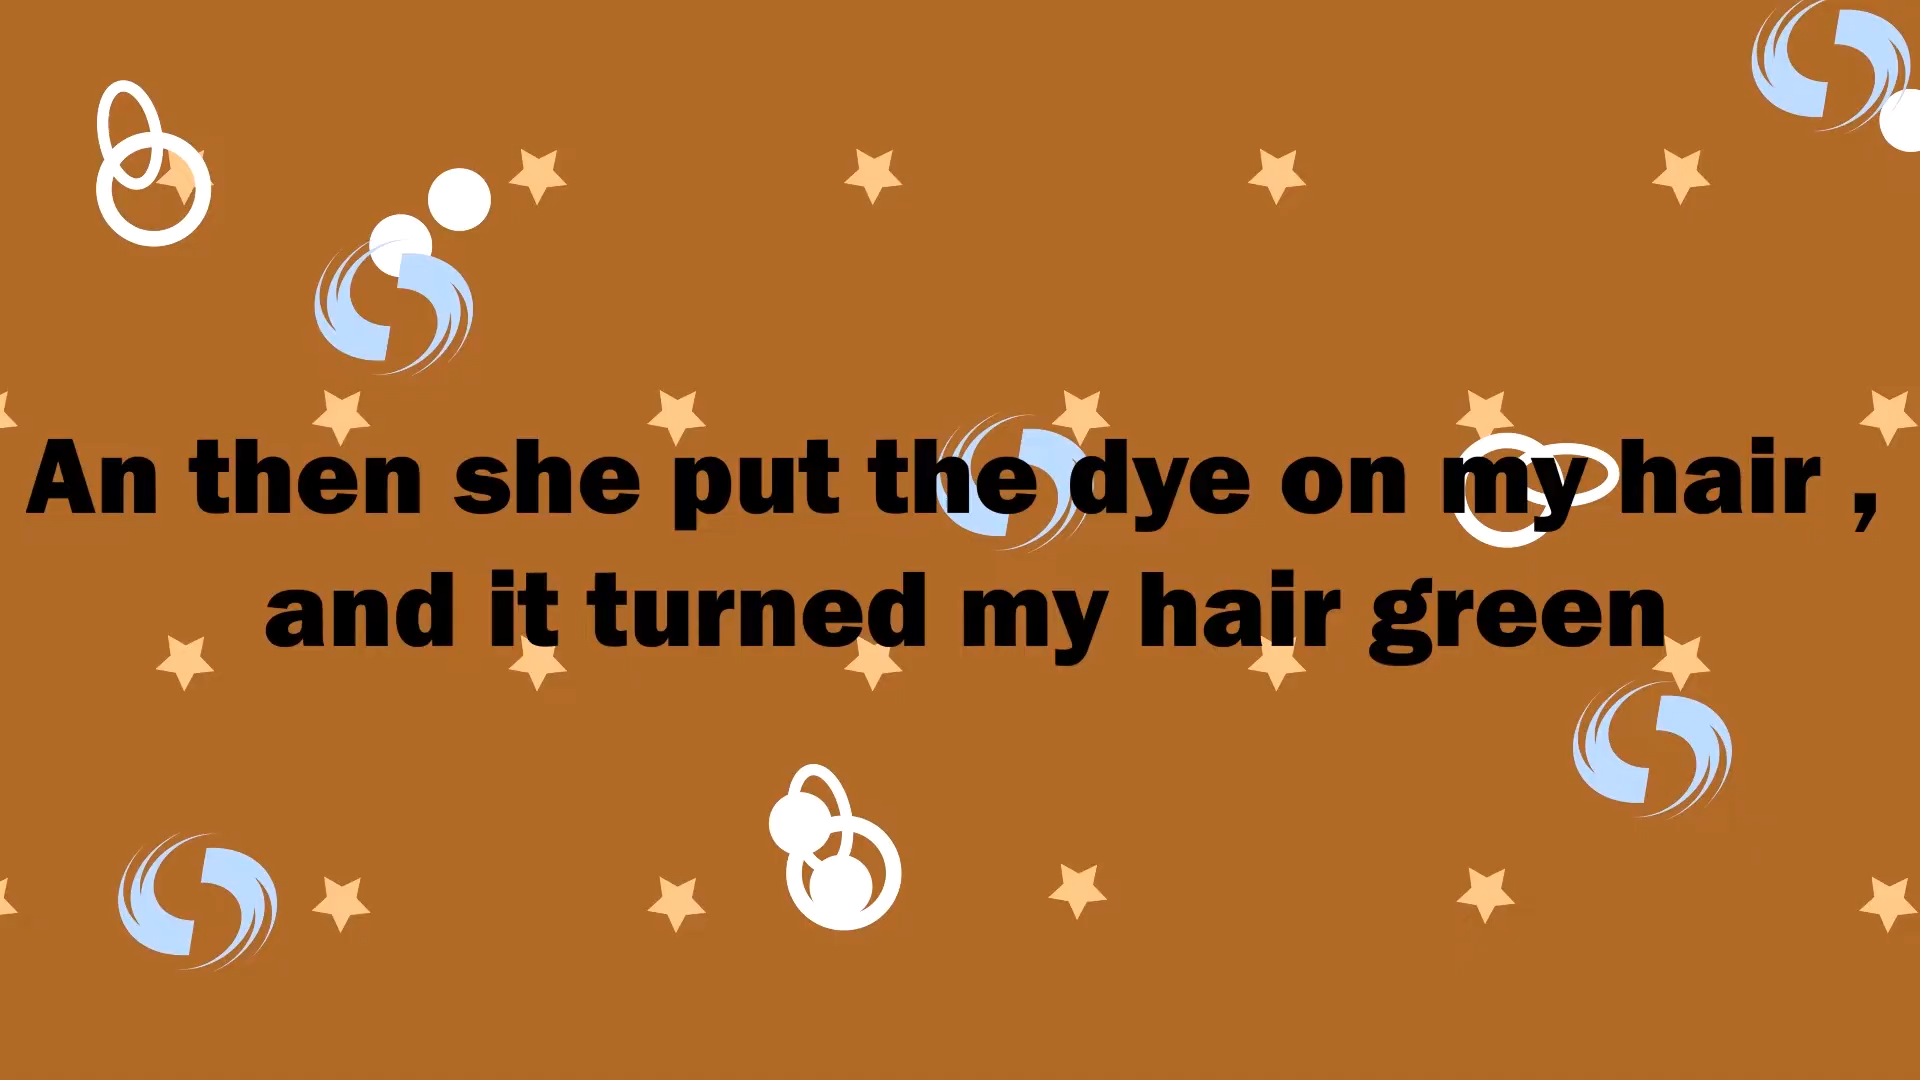 An then she put the dye on my hair ,
and it turned my hair green